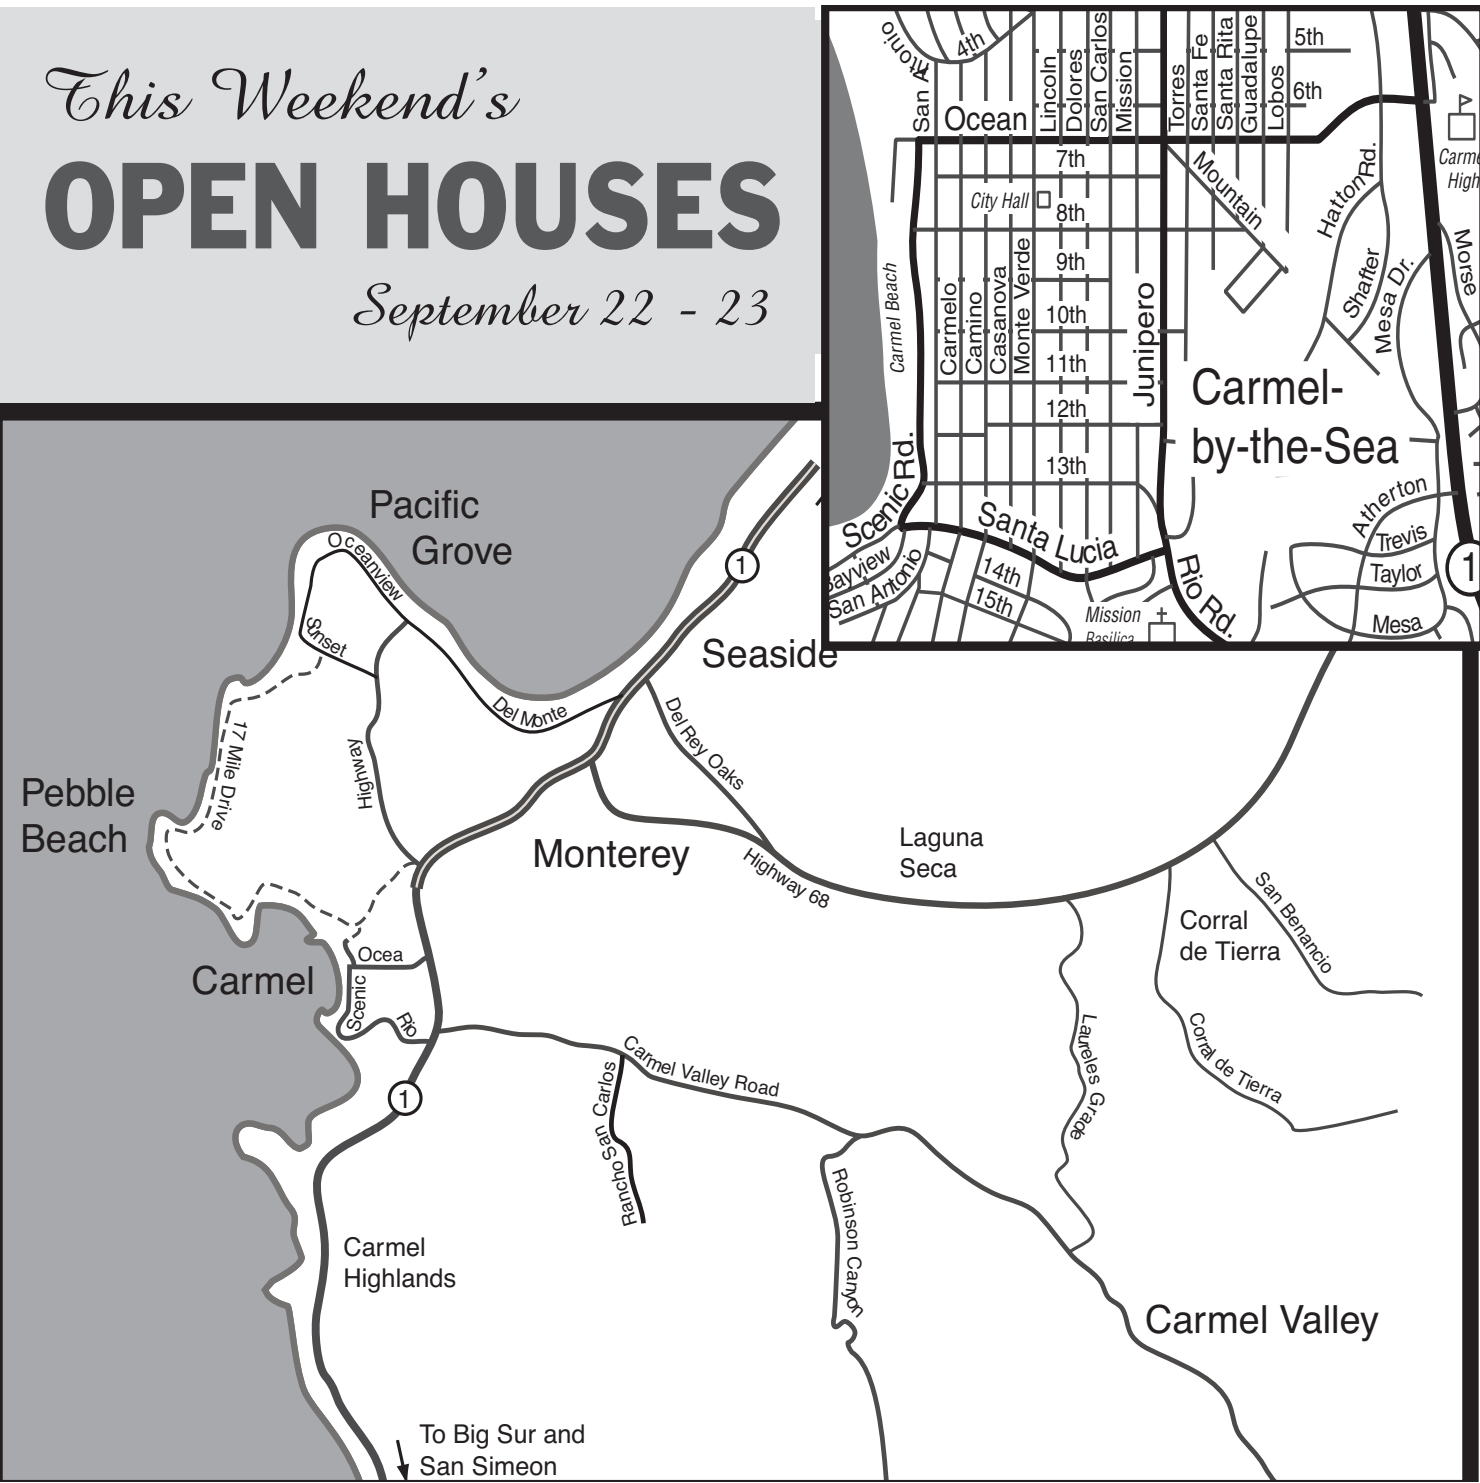 This Weekend's
OPEN HOUSES
September 22 - 23
San Antonio
4th
Lincoln
Dolores
San Carlos
Mission
Torres
Santa Fe
Santa Rita
Guadalupe
Lobos
5th
6th
Ocean
7th
City Hall
8th
Mountain
Hatton Rd.
Carme
High
9th
Carmel Beach
Carmelo
Camino
Casanova
Monte Verde
10th
11th
12th
13th
Junipero
Shafter
Mesa Dr.
Morse
Carmel-
by-the-Sea
Scenic Rd.
Santa Lucia
Bayview
San Antonio
14th
15th
Mission
Basilica
Rio Rd.
Atherton
Trevis
Taylor
Mesa
1
Pacific
Grove
Oceanview
Sunset
1
Seaside
Del Monte
Del Rey Oaks
17 Mile Drive
Highway
Pebble
Beach
Monterey
Highway 68
Laguna
Seca
San Benancio
Corral
de Tierra
Corral de Tierra
Carmel
Ocea
Scenic
Rio
Laureles Grade
Carmel Valley Road
Rancho San Carlos
1
Robinson Canyon
Carmel
Highlands
Carmel Valley
To Big Sur and
San Simeon